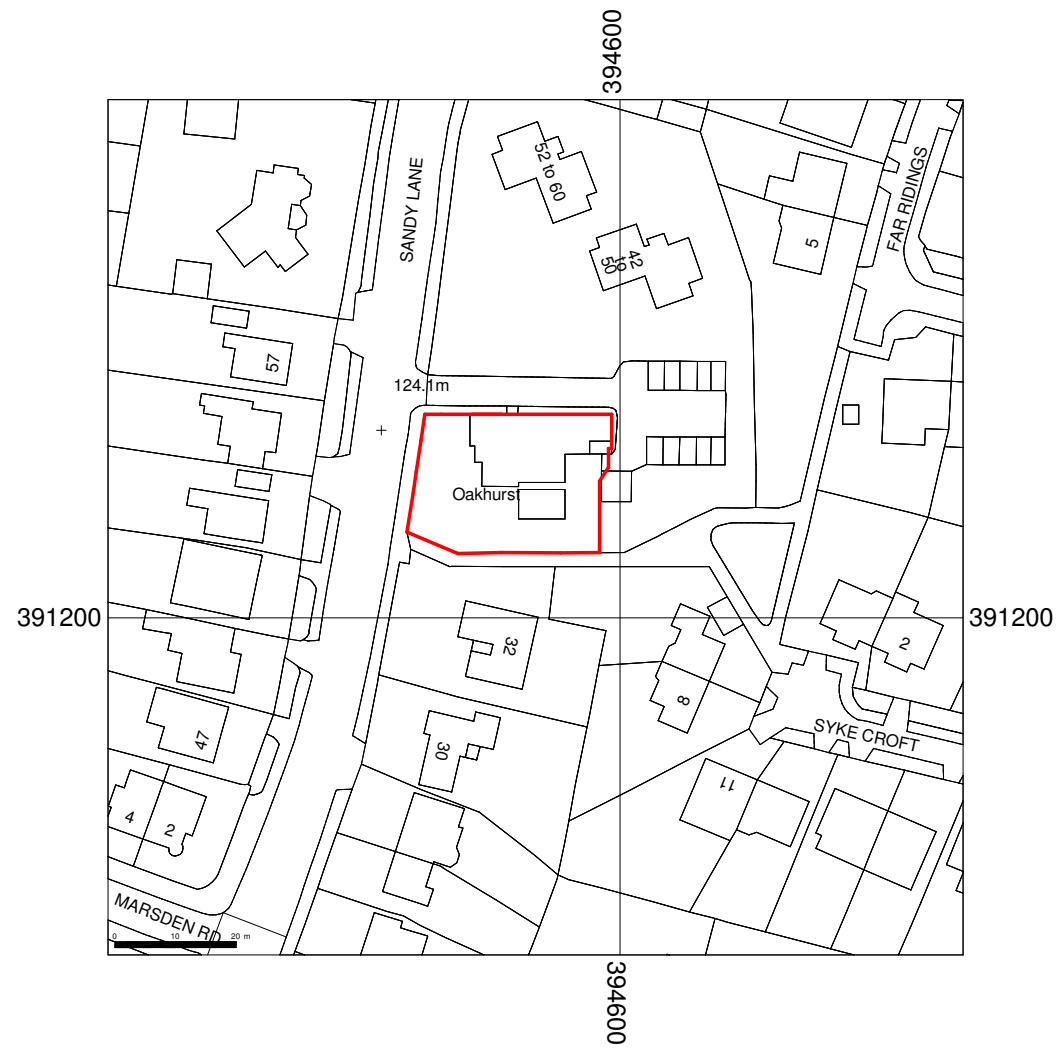 394600
52 to 60
SANDY LANE
FAR RIDINGS
5
42
to
50
57
124.1m
Oakhurst
391200
391200
32
2
8
SYKE CROFT
47
30
11
4
2
MARSDEN RD
0 10 20 m
394600